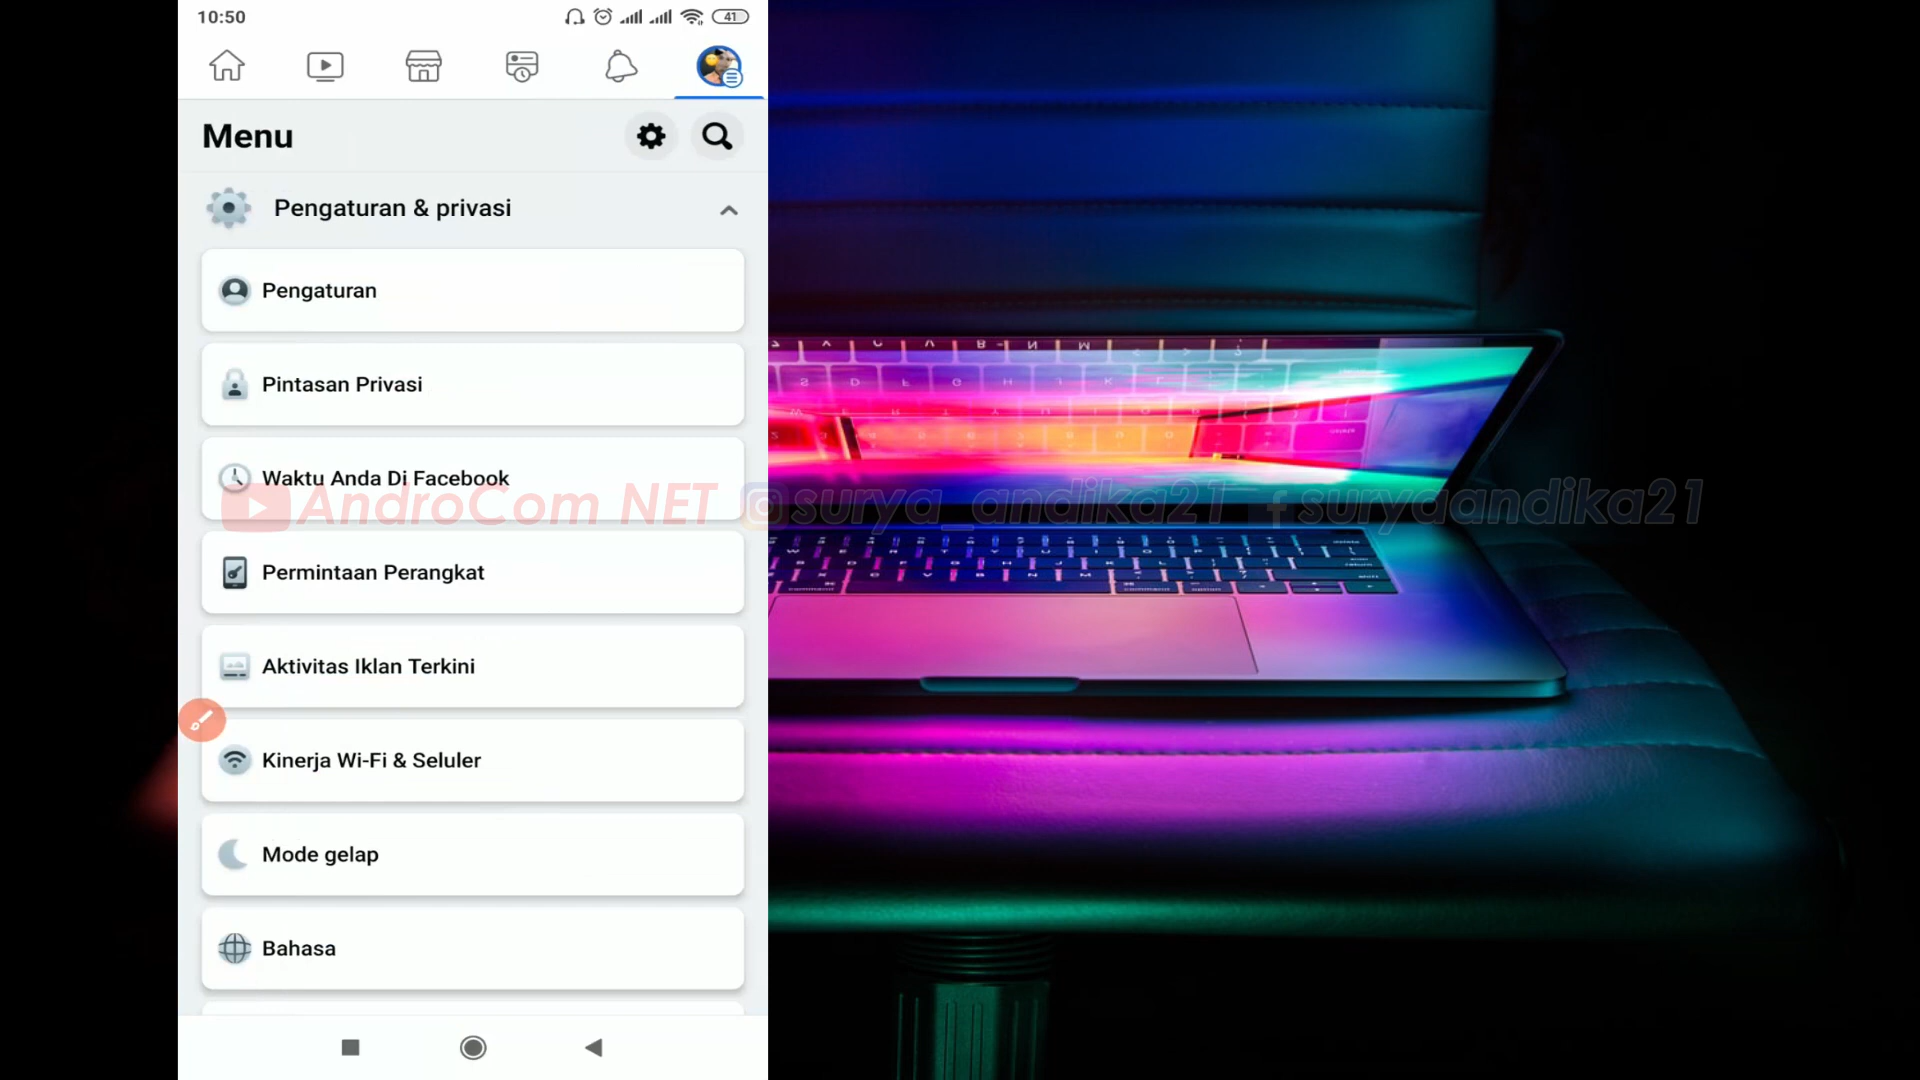 10:50
41
Menu
Pengaturan & privasi
Pengaturan
Pintasan Privasi
Waktu Anda Di Facebook
AndroCom NET surya_andika21 suryaandika21
Permintaan Perangkat
Aktivitas Iklan Terkini
Kinerja Wi-Fi & Seluler
Mode gelap
Bahasa